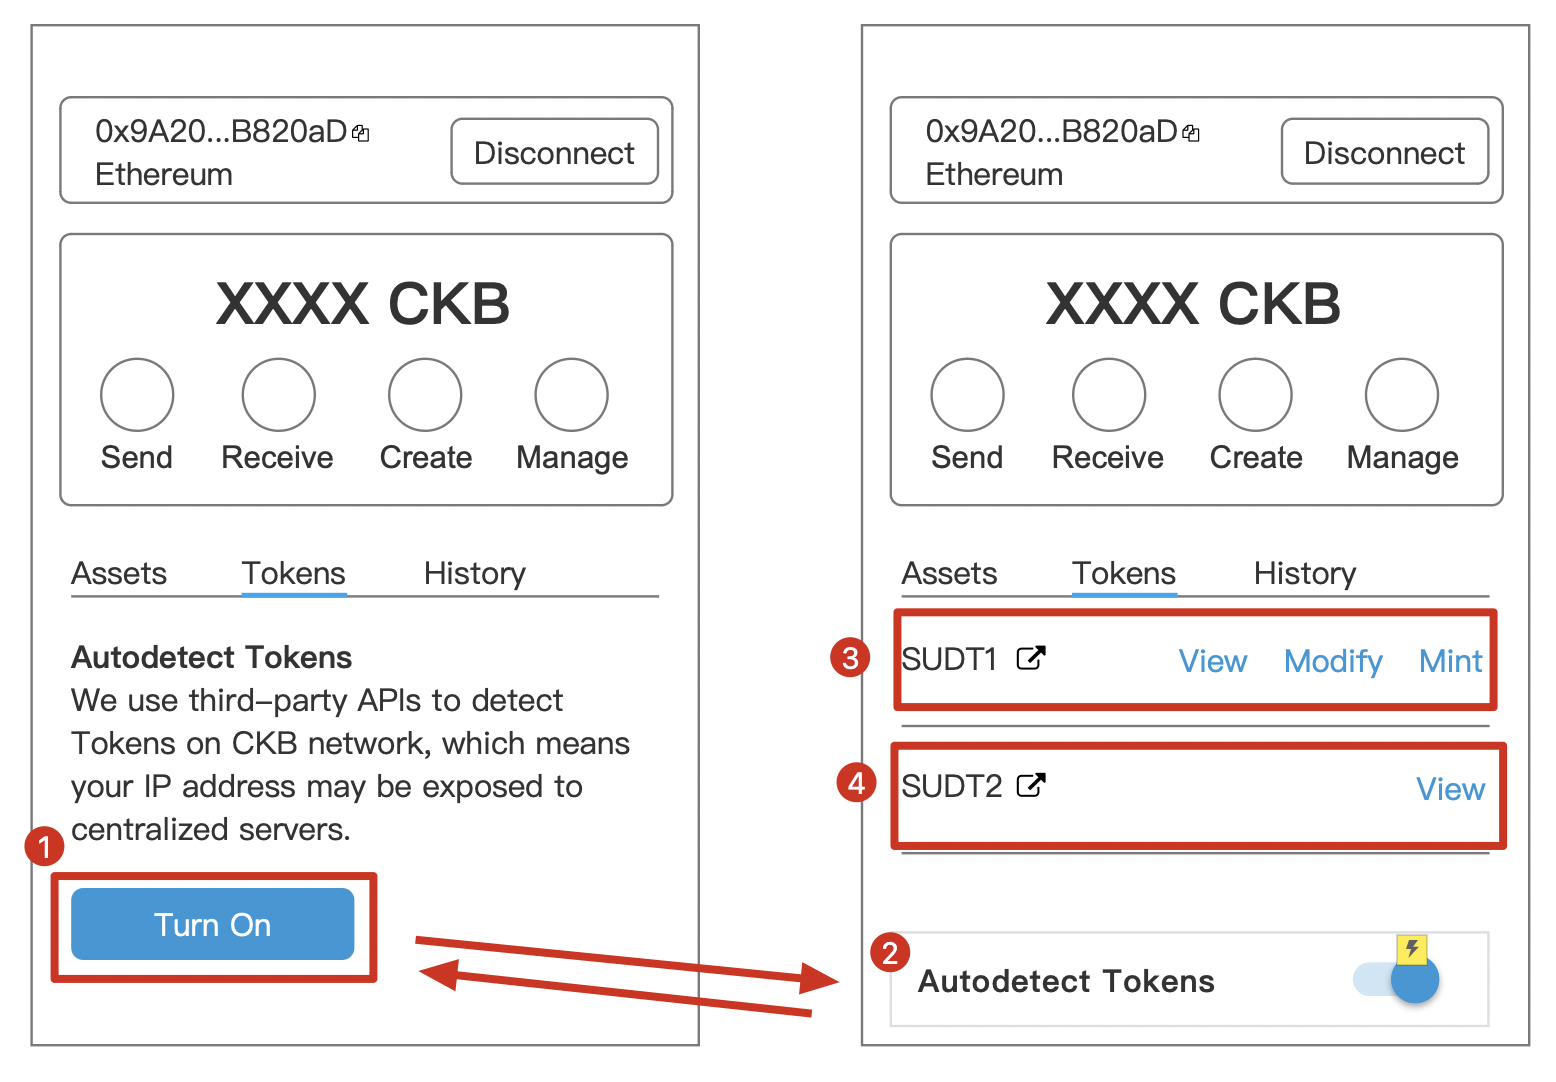 0x9A20...B820aD
Ethereum
Disconnect
XXXX CKB
Send Receive Create Manage
Assets Tokens History
Autodetect Tokens
We use third-party APIs to detect
Tokens on CKB network, which means
your IP address may be exposed to
centralized servers.
1
Turn On
0x9A20...B820aD
Ethereum
Disconnect
XXXX CKB
Send Receive Create Manage
Assets Tokens History
3
SUDT1 View Modify Mint
4
SUDT2 View
2
Autodetect Tokens